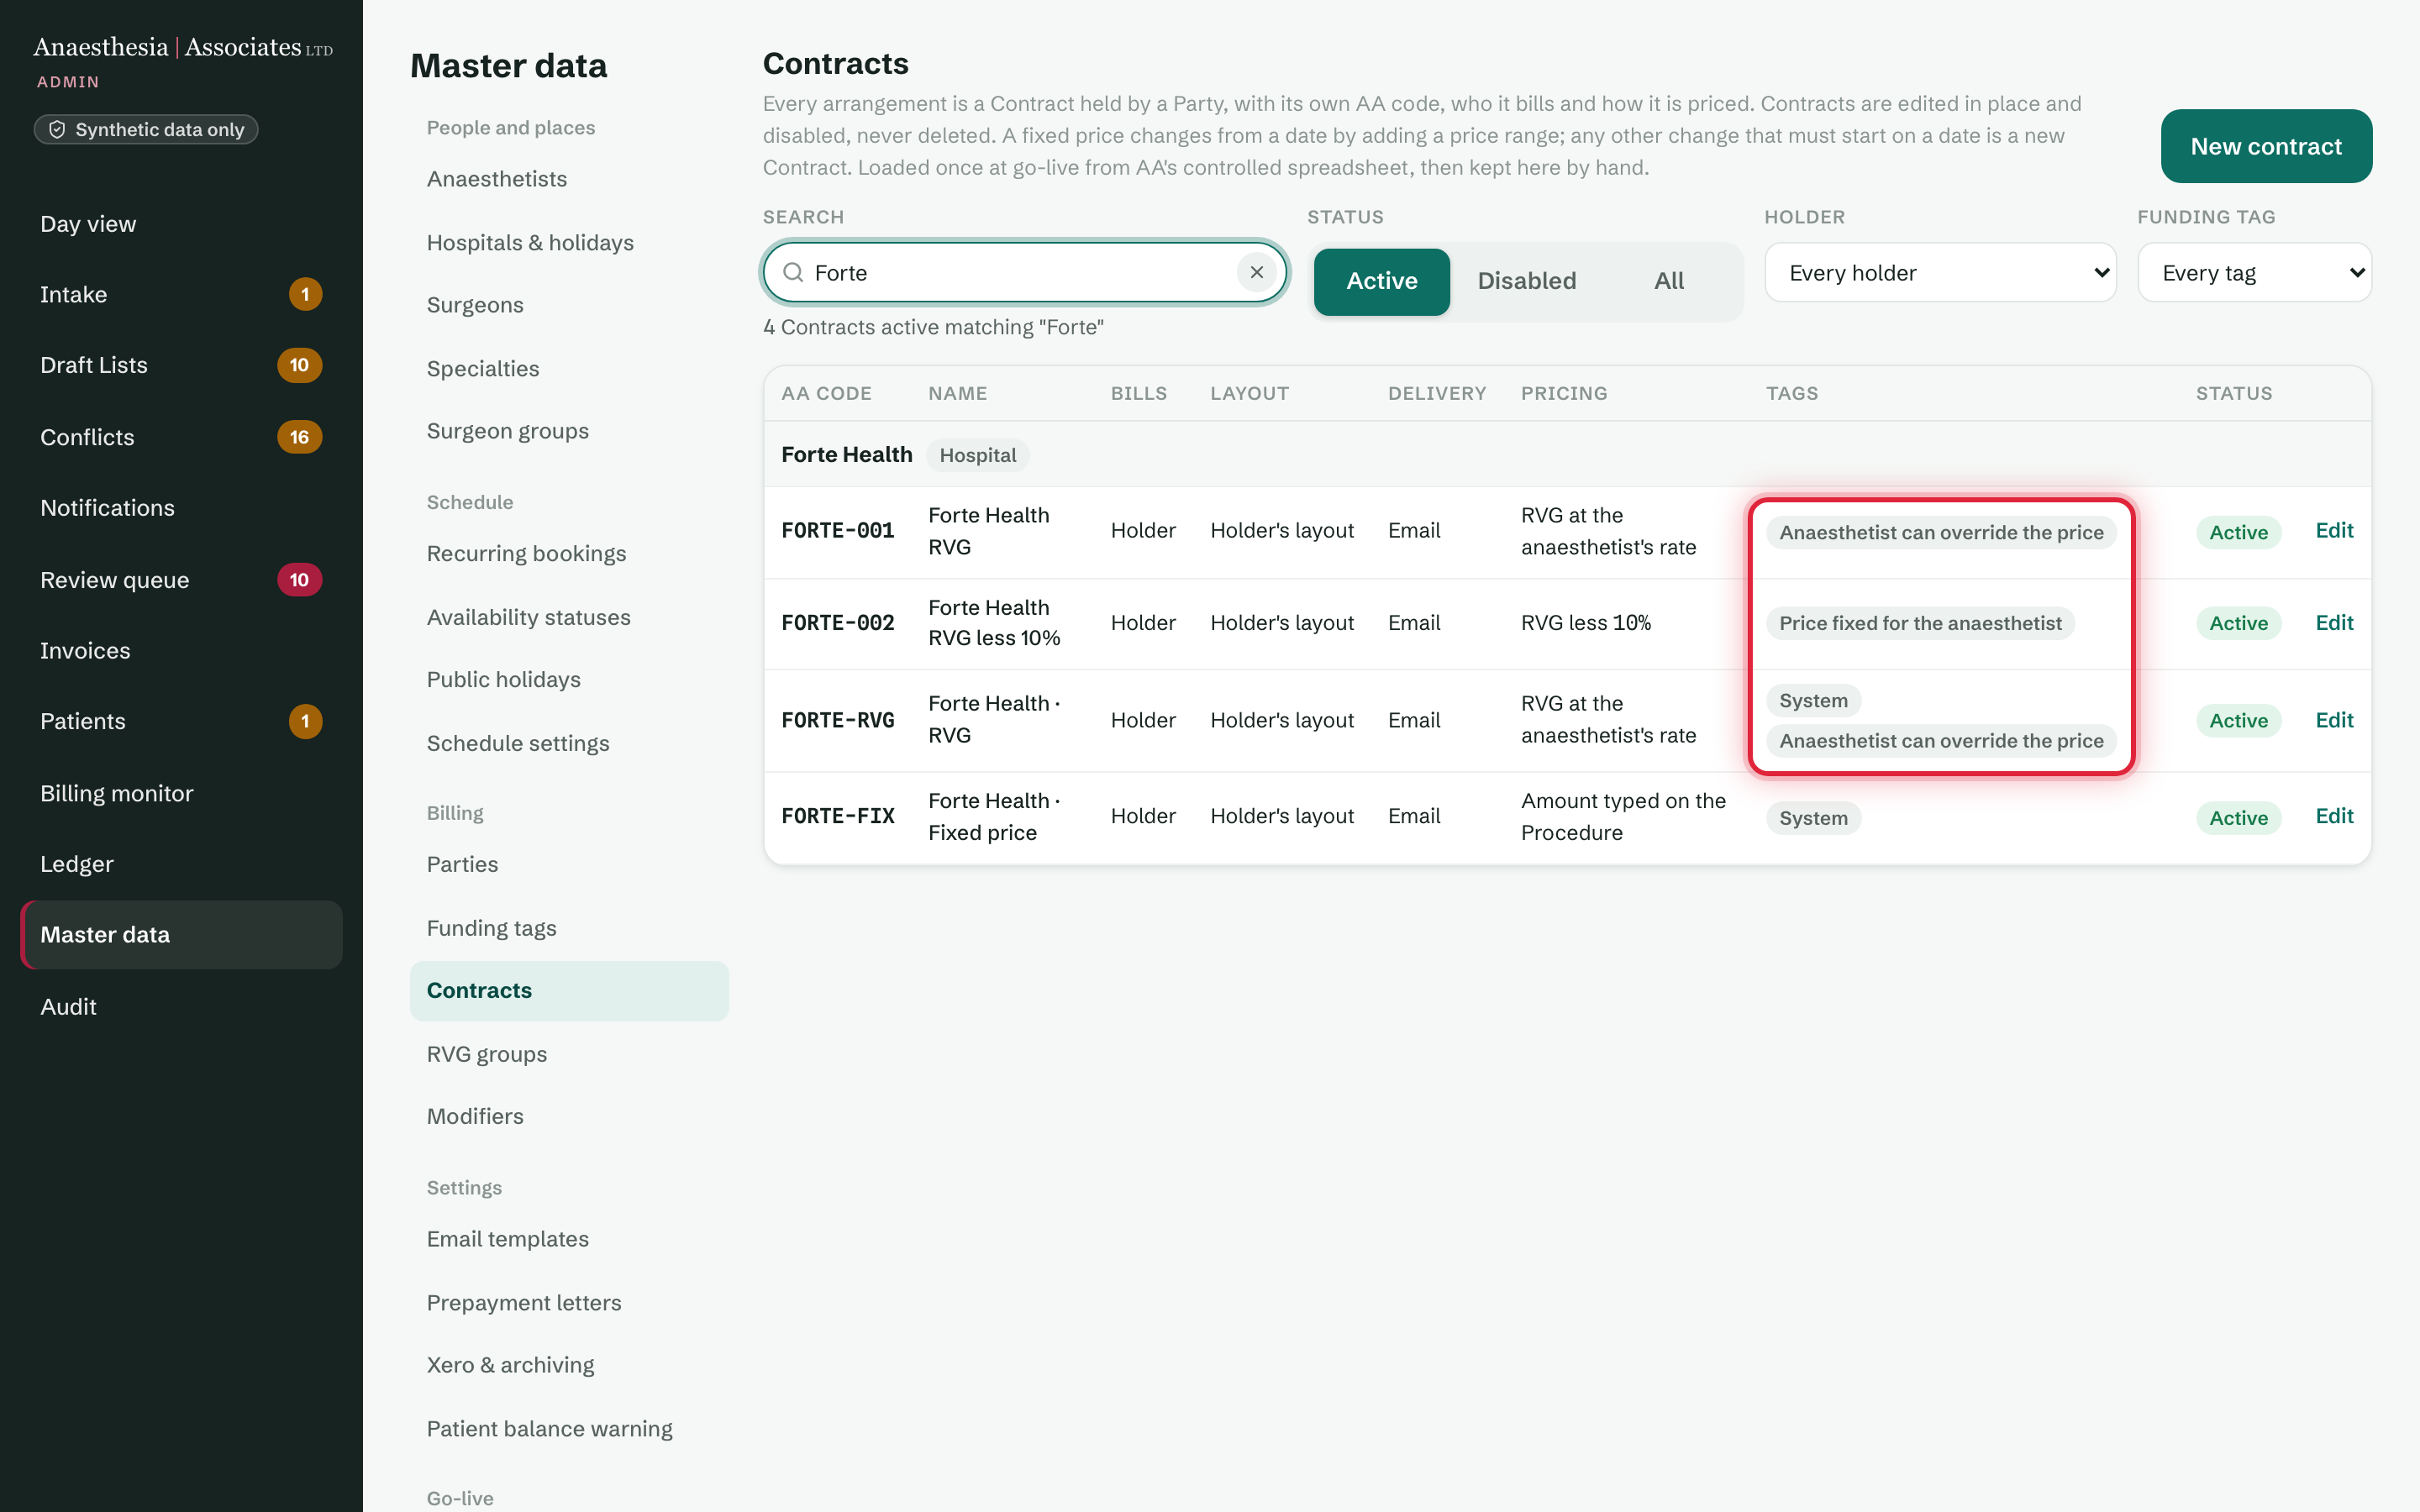 Anaesthesia | Associates LTD
ADMIN
Synthetic data only
Day view
Intake 1
Draft Lists 10
Conflicts 16
Notifications
Review queue 10
Invoices
Patients 1
Billing monitor
Ledger
Master data
Audit
Master data
People and places
Anaesthetists
Hospitals & holidays
Surgeons
Specialties
Surgeon groups
Schedule
Recurring bookings
Availability statuses
Public holidays
Schedule settings
Billing
Parties
Funding tags
Contracts
RVG groups
Modifiers
Settings
Email templates
Prepayment letters
Xero & archiving
Patient balance warning
Go-live
Contracts
Every arrangement is a Contract held by a Party, with its own AA code, who it bills and how it is priced. Contracts are edited in place and
disabled, never deleted. A fixed price changes from a date by adding a price range; any other change that must start on a date is a new
Contract. Loaded once at go-live from AA's controlled spreadsheet, then kept here by hand.
New contract
SEARCH STATUS HOLDER FUNDING TAG
Forte Active Disabled All Every holder Every tag
4 Contracts active matching "Forte"
AA CODE NAME BILLS LAYOUT DELIVERY PRICING TAGS STATUS
Forte Health Hospital
FORTE-001 Forte Health RVG Holder Holder's layout Email RVG at the anaesthetist's rate Anaesthetist can override the price Active Edit
FORTE-002 Forte Health RVG less 10% Holder Holder's layout Email RVG less 10% Price fixed for the anaesthetist Active Edit
FORTE-RVG Forte Health · RVG Holder Holder's layout Email RVG at the anaesthetist's rate System Anaesthetist can override the price Active Edit
FORTE-FIX Forte Health · Fixed price Holder Holder's layout Email Amount typed on the Procedure System Active Edit